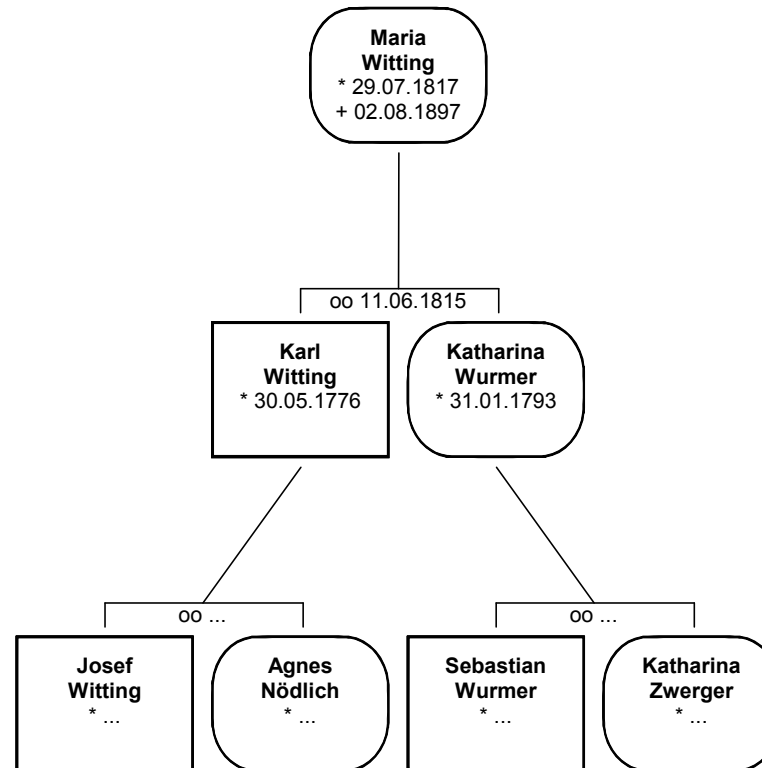 Maria
Witting
* 29.07.1817
+ 02.08.1897
oo 11.06.1815
Karl
Witting
* 30.05.1776
Katharina
Wurmer
* 31.01.1793
oo ...
oo ...
Josef
Witting
* ...
Agnes
Nödlich
* ...
Sebastian
Wurmer
* ...
Katharina
Zwerger
* ...